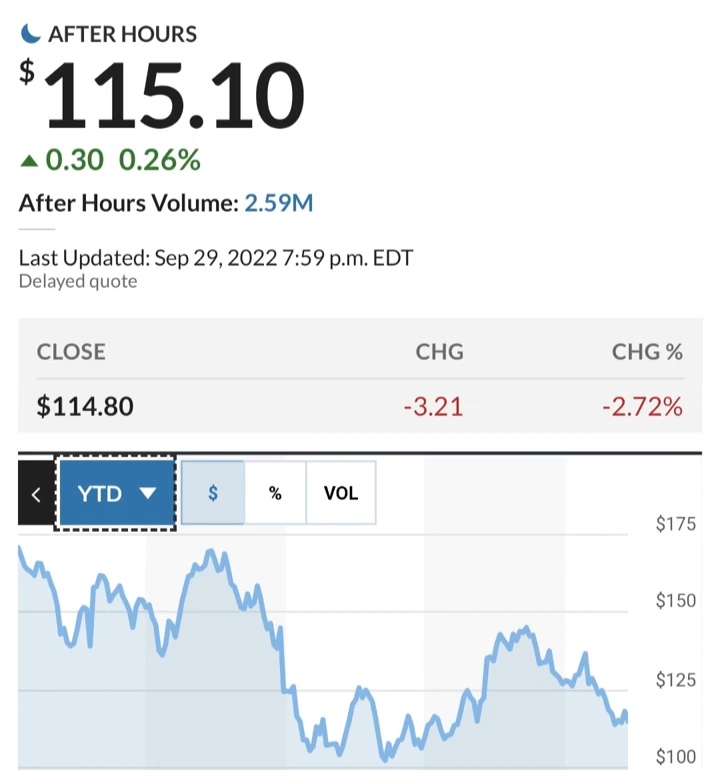 AFTER HOURS
$115.10
▲ 0.30 0.26%
After Hours Volume: 2.59M
Last Updated: Sep 29, 2022 7:59 p.m. EDT
Delayed quote
CLOSE CHG CHG %
$114.80 -3.21 -2.72%
< YTD ▼ $ % VOL
$175
$150
$125
$100